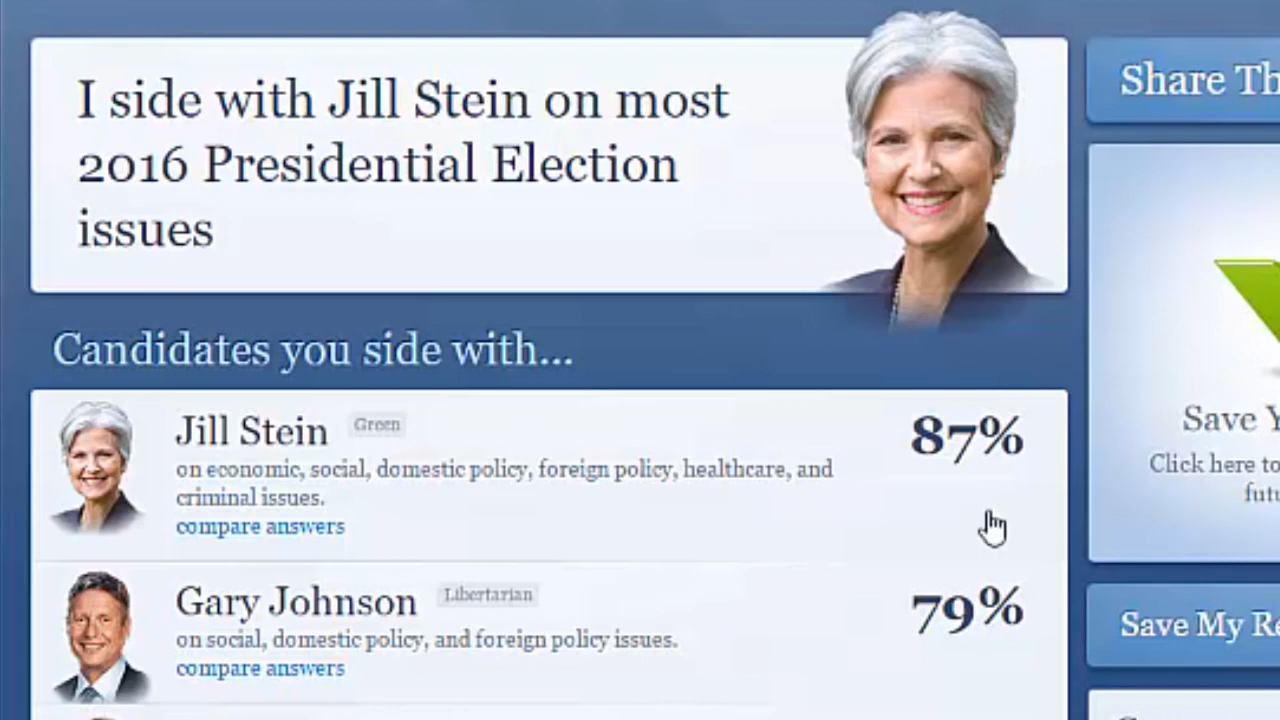 I side with Jill Stein on most
2016 Presidential Election
issues
Share Th
Candidates you side with...
Jill Stein Green 87%
on economic, social, domestic policy, foreign policy, healthcare, and
criminal issues.
compare answers
Gary Johnson Libertarian 79%
on social, domestic policy, and foreign policy issues.
compare answers
Save Y
Click here to
futu
Save My Re